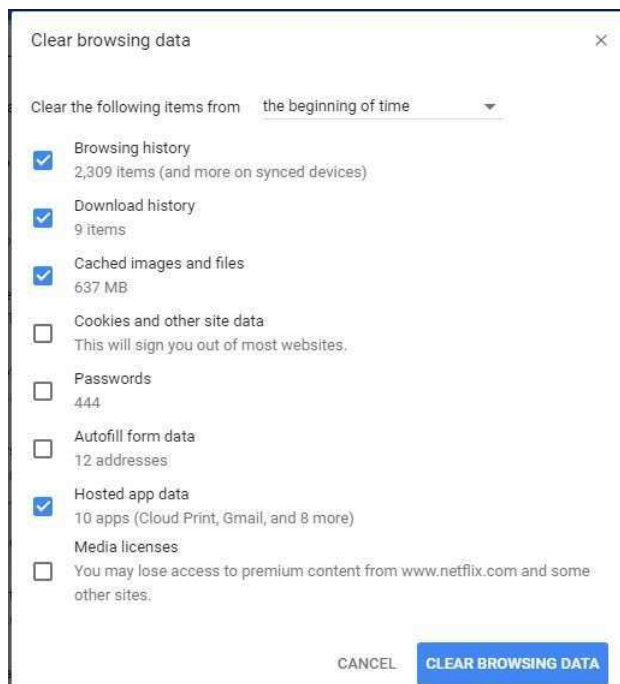 Clear browsing data
Clear the following items from the beginning of time
Browsing history
2,309 items (and more on synced devices)
Download history
9 items
Cached images and files
637 MB
Cookies and other site data
This will sign you out of most websites.
Passwords
444
Autofill form data
12 addresses
Hosted app data
10 apps (Cloud Print, Gmail, and 8 more)
Media licenses
You may lose access to premium content from www.netflix.com and some
other sites.
CANCEL CLEAR BROWSING DATA